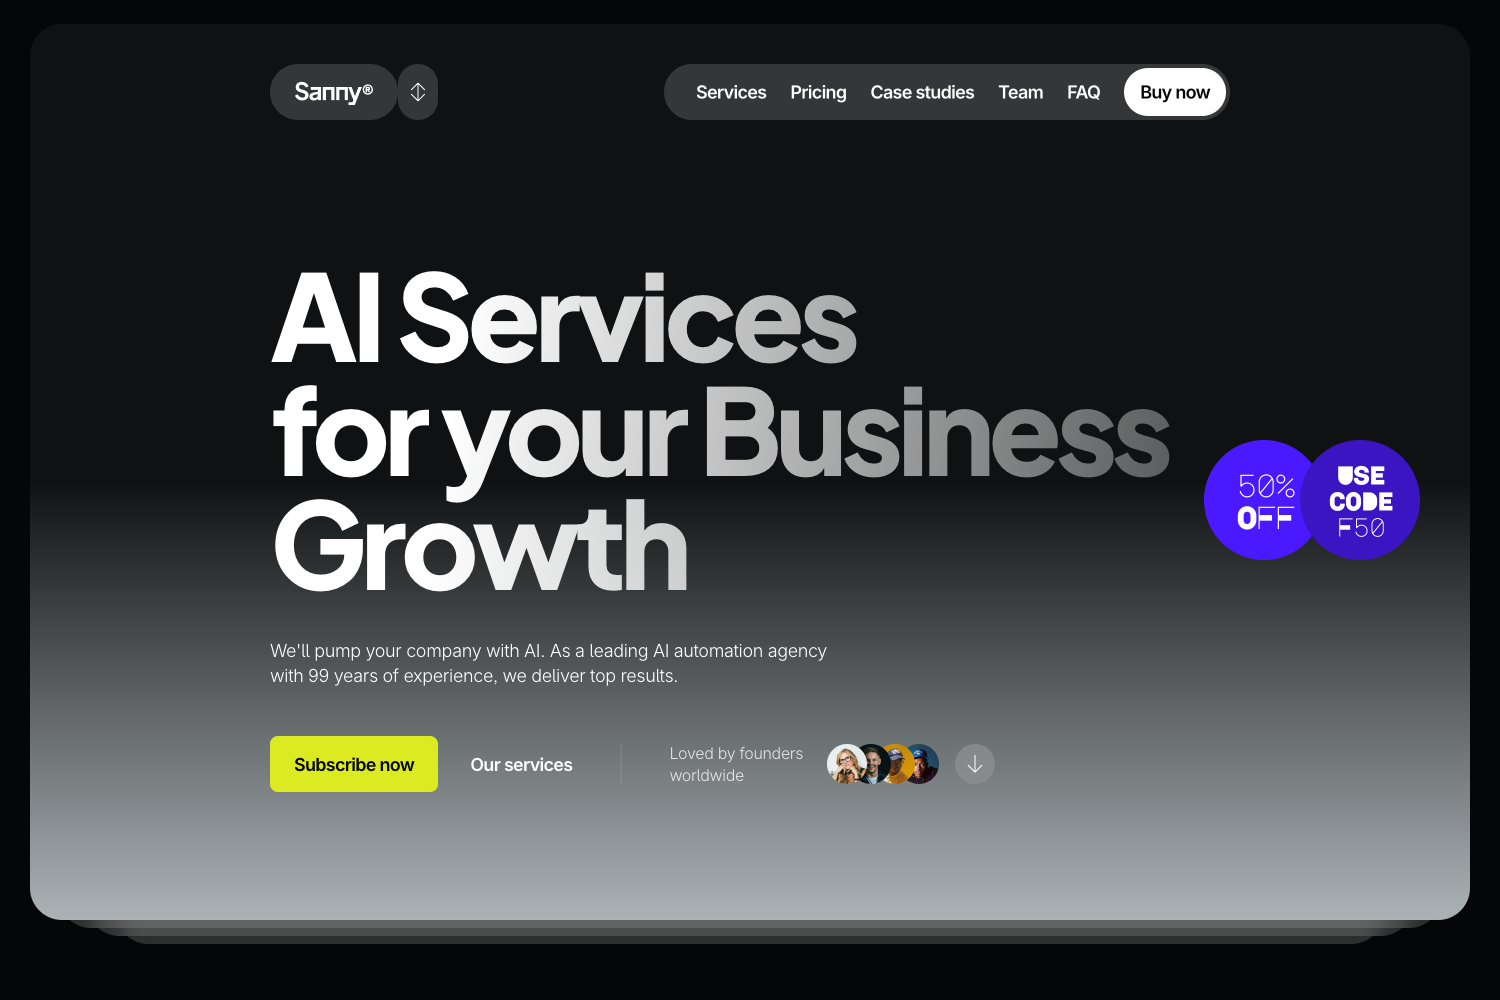 Sanny®
Services Pricing Case studies Team FAQ Buy now
AI Services
for your Business
Growth
50%
OFF
USE
CODE
F50
We'll pump your company with AI. As a leading AI automation agency
with 99 years of experience, we deliver top results.
Subscribe now
Our services
Loved by founders
worldwide